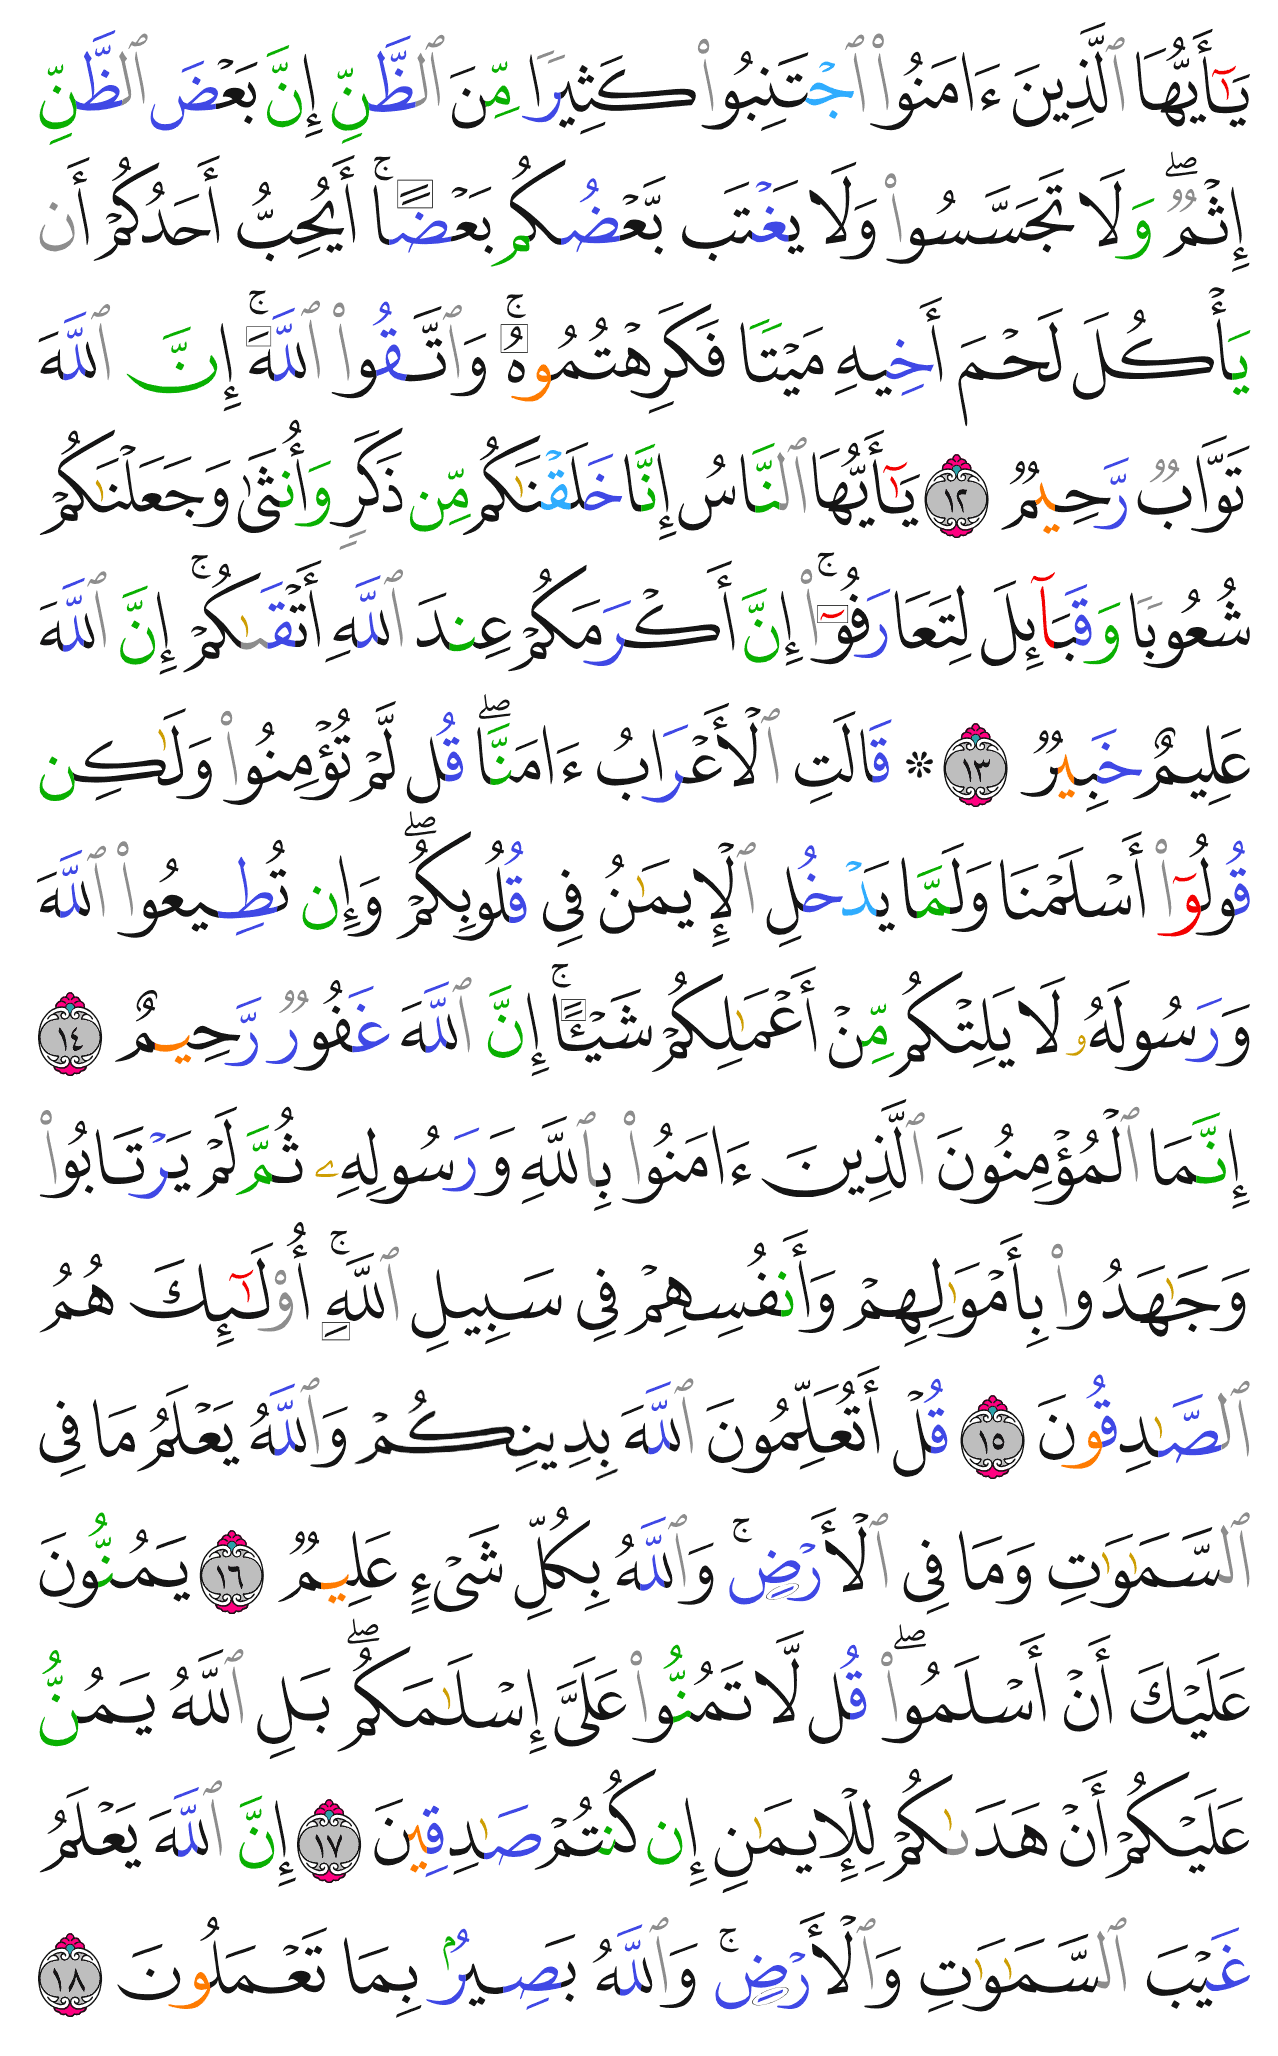 يَٰٓأَيُّهَا ٱلَّذِينَ ءَامَنُوا۟ ٱجْتَنِبُوا۟ كَثِيرًا مِّنَ ٱلظَّنِّ إِنَّ بَعْضَ ٱلظَّنِّ
إِثْمٌ ۖ وَلَا تَجَسَّسُوا۟ وَلَا يَغْتَب بَّعْضُكُم بَعْضًا ۚ أَيُحِبُّ أَحَدُكُمْ أَن
يَأْكُلَ لَحْمَ أَخِيهِ مَيْتًا فَكَرِهْتُمُوهُ ۚ وَٱتَّقُوا۟ ٱللَّهَ ۚ إِنَّ ٱللَّهَ
تَوَّابٌ رَّحِيمٌ ١٢ يَٰٓأَيُّهَا ٱلنَّاسُ إِنَّا خَلَقْنَٰكُم مِّن ذَكَرٍ وَأُنثَىٰ وَجَعَلْنَٰكُمْ
شُعُوبًا وَقَبَآئِلَ لِتَعَارَفُوٓا۟ ۚ إِنَّ أَكْرَمَكُمْ عِندَ ٱللَّهِ أَتْقَىٰكُمْ ۚ إِنَّ ٱللَّهَ
عَلِيمٌ خَبِيرٌ ١٣ ۞ قَالَتِ ٱلْأَعْرَابُ ءَامَنَّا ۖ قُل لَّمْ تُؤْمِنُوا۟ وَلَٰكِن
قُولُوٓا۟ أَسْلَمْنَا وَلَمَّا يَدْخُلِ ٱلْإِيمَٰنُ فِى قُلُوبِكُمْ ۖ وَإِن تُطِيعُوا۟ ٱللَّهَ
وَرَسُولَهُۥ لَا يَلِتْكُم مِّنْ أَعْمَٰلِكُمْ شَيْـًٔا ۚ إِنَّ ٱللَّهَ غَفُورٌ رَّحِيمٌ ١٤
إِنَّمَا ٱلْمُؤْمِنُونَ ٱلَّذِينَ ءَامَنُوا۟ بِٱللَّهِ وَرَسُولِهِۦ ثُمَّ لَمْ يَرْتَابُوا۟
وَجَٰهَدُوا۟ بِأَمْوَٰلِهِمْ وَأَنفُسِهِمْ فِى سَبِيلِ ٱللَّهِ ۚ أُو۟لَٰٓئِكَ هُمُ
ٱلصَّٰدِقُونَ ١٥ قُلْ أَتُعَلِّمُونَ ٱللَّهَ بِدِينِكُمْ وَٱللَّهُ يَعْلَمُ مَا فِى
ٱلسَّمَٰوَٰتِ وَمَا فِى ٱلْأَرْضِ ۚ وَٱللَّهُ بِكُلِّ شَىْءٍ عَلِيمٌ ١٦ يَمُنُّونَ
عَلَيْكَ أَنْ أَسْلَمُوا۟ ۖ قُل لَّا تَمُنُّوا۟ عَلَىَّ إِسْلَٰمَكُم ۖ بَلِ ٱللَّهُ يَمُنُّ
عَلَيْكُمْ أَنْ هَدَىٰكُمْ لِلْإِيمَٰنِ إِن كُنتُمْ صَٰدِقِينَ ١٧ إِنَّ ٱللَّهَ يَعْلَمُ
غَيْبَ ٱلسَّمَٰوَٰتِ وَٱلْأَرْضِ ۚ وَٱللَّهُ بَصِيرٌۢ بِمَا تَعْمَلُونَ ١٨